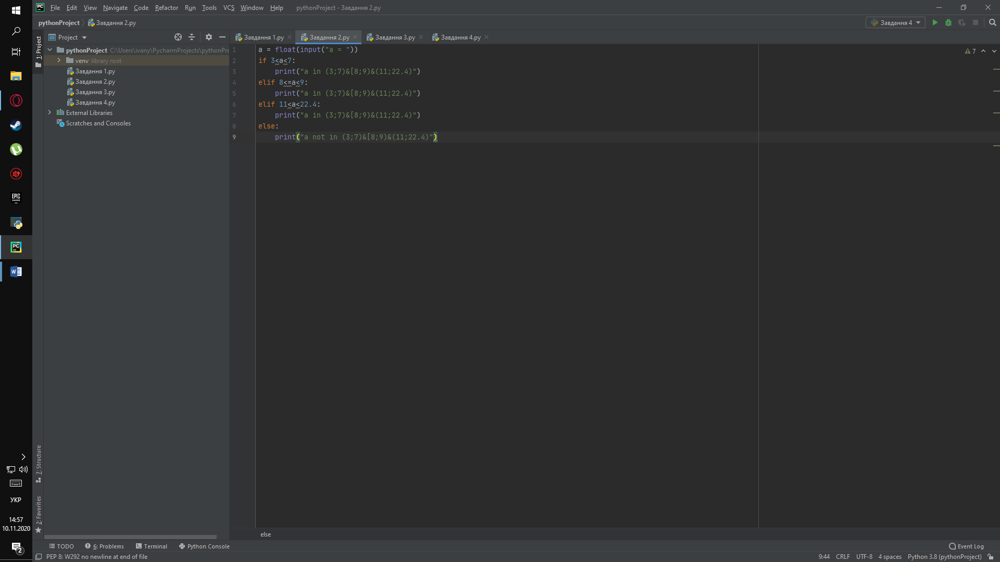 File Edit View Navigate Code Refactor Run Tools VCS Window Help pythonProject - Завдання 2.py
pythonProject Завдання 2.py Завдання 4
Project
Завдання 1.py Завдання 2.py Завдання 3.py Завдання 4.py
1: Project
pythonProject C:\Users\ivany\PycharmProjects\pythonPro
venv library root
Завдання 1.py
Завдання 2.py
Завдання 3.py
Завдання 4.py
External Libraries
Scratches and Consoles
1 a = float(input("a = "))
2 if 3<a<7:
3 print("a in (3;7)&[8;9)&(11;22.4)")
4 elif 8<=a<9:
5 print("a in (3;7)&[8;9)&(11;22.4)")
6 elif 11<a<22.4:
7 print("a in (3;7)&[8;9)&(11;22.4)")
8 else:
9 print("a not in (3;7)&[8;9)&(11;22.4)")
7
EPIC GAMES
PC
W
7: Structure
2: Favorites
УКР
14:57
10.11.2020
2
else
TODO 6: Problems Terminal Python Console Event Log
PEP 8: W292 no newline at end of file 9:44 CRLF UTF-8 4 spaces Python 3.8 (pythonProject)